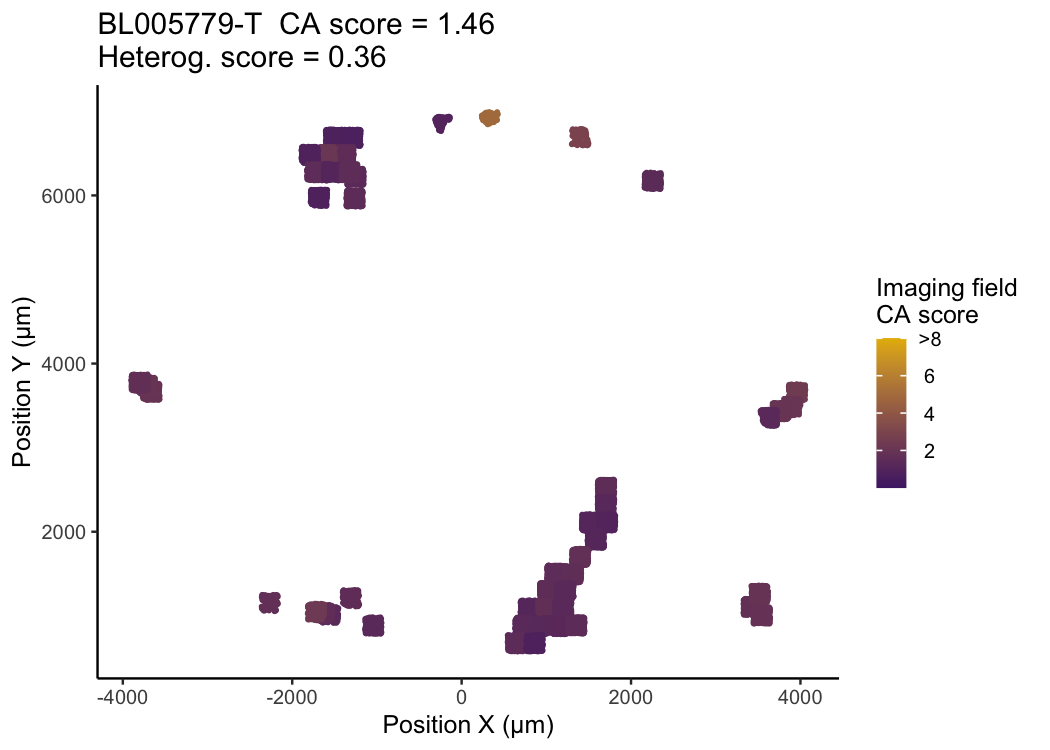 BL005779-T  CA score = 1.46
Heterog. score = 0.36
6000
4000
2000
Position Y (µm)
-4000
-2000
0
2000
4000
Position X (µm)
Imaging field
CA score
>8
6
4
2